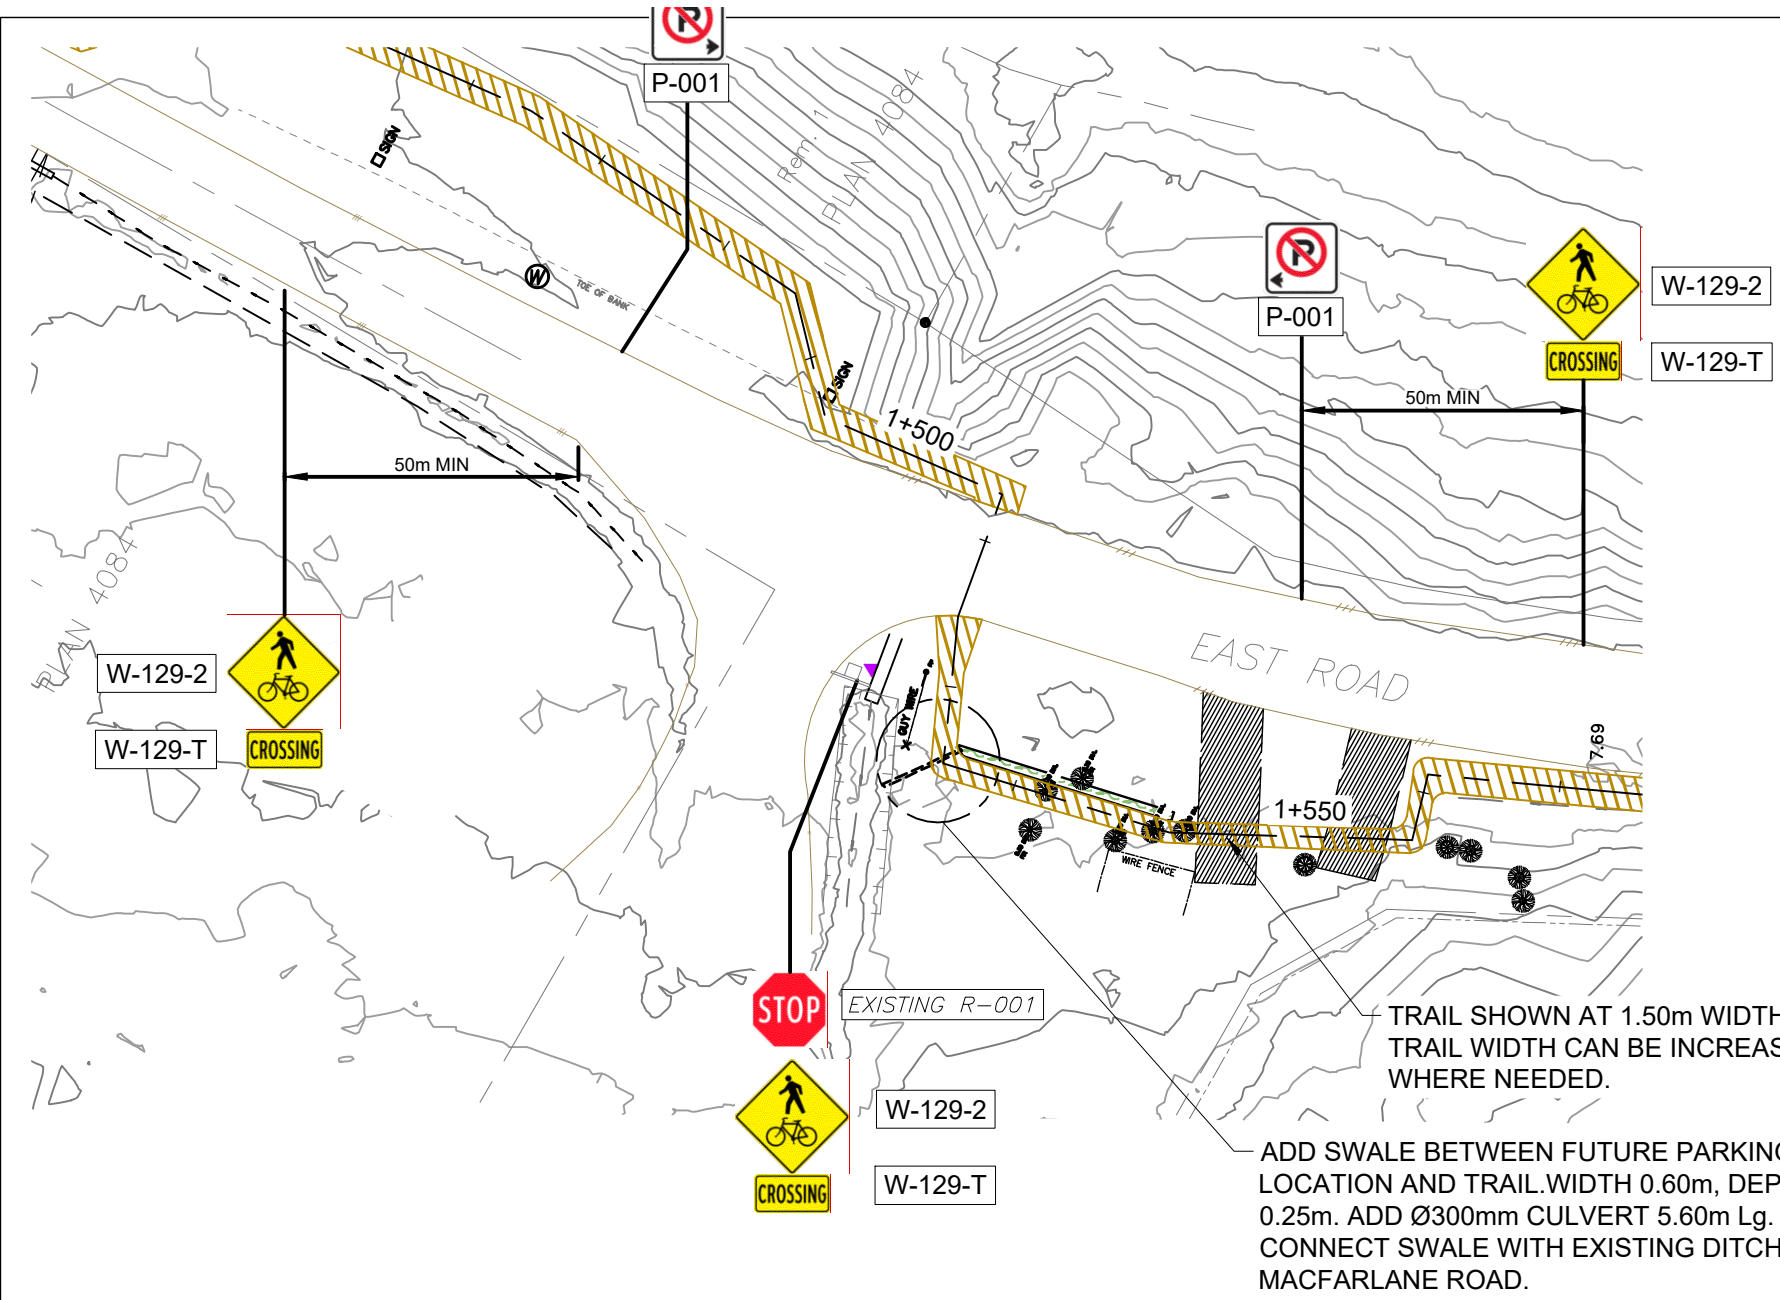 P
P-001
SIGN
Rem. 1
PLAN 4084
W
TOE OF BANK
P
P-001
W-129-2
CROSSING
W-129-T
50m MIN
SIGN
1+500
50m MIN
PLAN 4084
W-129-2
CROSSING
W-129-T
EAST ROAD
GUY WIRE
7.69
1+550
WIRE FENCE
STOP
EXISTING R-001
W-129-2
CROSSING
W-129-T
TRAIL SHOWN AT 1.50m WIDTH
TRAIL WIDTH CAN BE INCREAS
WHERE NEEDED.
ADD SWALE BETWEEN FUTURE PARKING
LOCATION AND TRAIL.WIDTH 0.60m, DEP
0.25m. ADD Ø300mm CULVERT 5.60m Lg.
CONNECT SWALE WITH EXISTING DITCH
MACFARLANE ROAD.